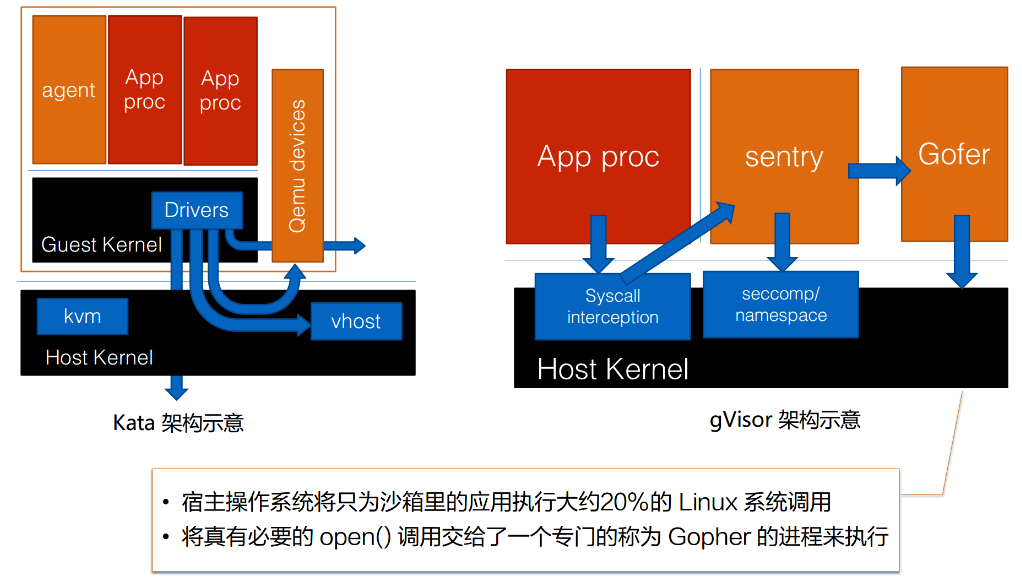 agent
App
proc
App
proc
Qemu devices
Drivers
Guest Kernel
kvm
vhost
Host Kernel
Kata 架构示意
App proc
sentry
Gofer
Syscall
interception
seccomp/
namespace
Host Kernel
gVisor 架构示意
• 宿主操作系统将只为沙箱里的应用执行大约20%的 Linux 系统调用
• 将真有必要的 open() 调用交给了一个专门的称为 Gopher 的进程来执行